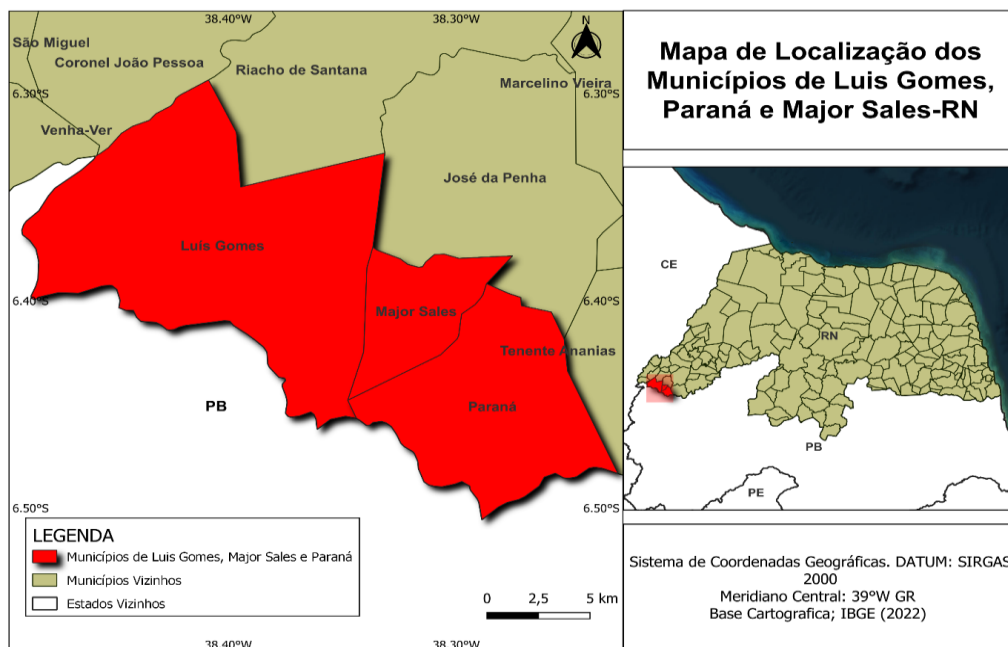 38.40°W
38.30°W
N
São Miguel
Coronel João Pessoa
Riacho de Santana
Marcelino Vieira
6.30°S
6.30°S
Venha-Ver
José da Penha
Luís Gomes
6.40°S
6.40°S
Major Sales
Tenente Ananias
PB
Paraná
6.50°S
6.50°S
LEGENDA
Municípios de Luis Gomes, Major Sales e Paraná
Municípios Vizinhos
Estados Vizinhos
0 2,5 5 km
38.40°W
38.30°W
Mapa de Localização dos
Municípios de Luis Gomes,
Paraná e Major Sales-RN
CE
RN
PB
PE
Sistema de Coordenadas Geográficas. DATUM: SIRGAS
2000
Meridiano Central: 39°W GR
Base Cartografica; IBGE (2022)